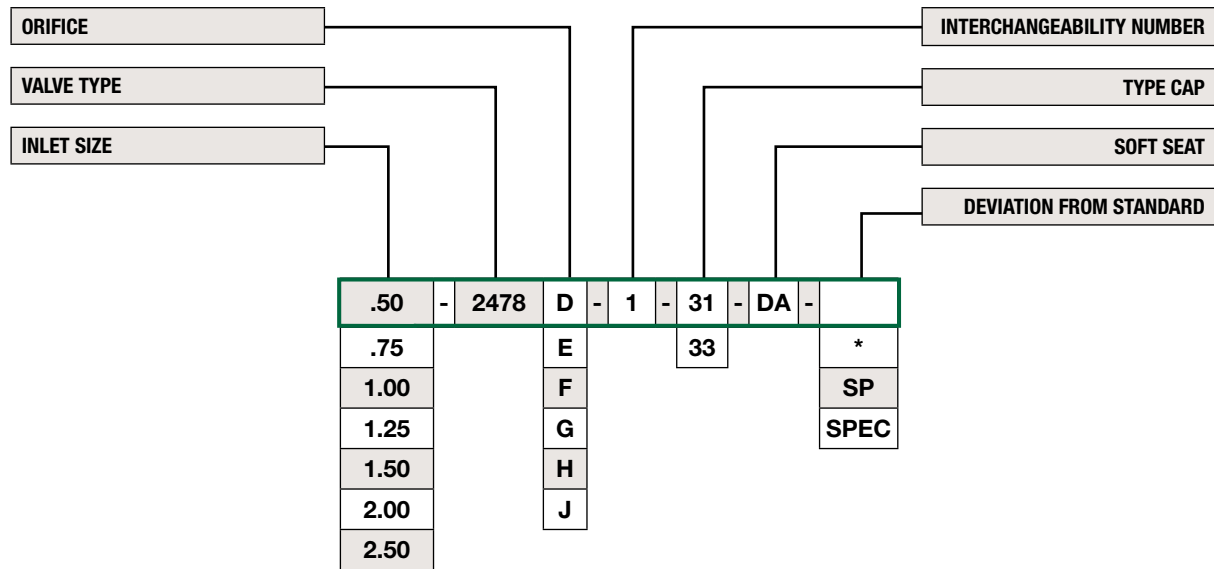 ORIFICE
INTERCHANGEABILITY NUMBER
VALVE TYPE
TYPE CAP
INLET SIZE
SOFT SEAT
DEVIATION FROM STANDARD
.50 - 2478 D - 1 - 31 - DA -
.75 E 33 *
1.00 F SP
1.25 G SPEC
1.50 H
2.00 J
2.50